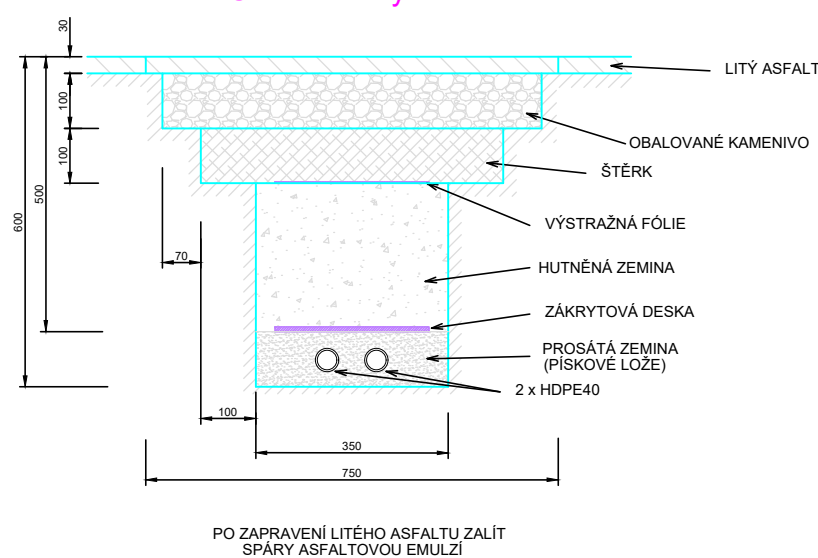 30
LITÝ ASFALT
100
OBALOVANÉ KAMENIVO
100
ŠTĚRK
500
600
VÝSTRAŽNÁ FÓLIE
70
HUTNĚNÁ ZEMINA
ZÁKRYTOVÁ DESKA
PROSÁTÁ ZEMINA
(PÍSKOVÉ LOŽE)
2 x HDPE40
100
350
750
PO ZAPRAVENÍ LITÉHO ASFALTU ZALÍT
SPÁRY ASFALTOVOU EMULZÍ